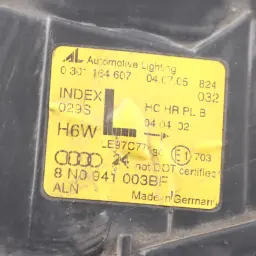 AL Automotive Lighting
0 301 164 607 04.07.05 824
INDEX 032
029S HC HR PL B
L
H6W 04 04 02
E1 703
not DOT certified
8 N0 941 003BF
ALN Made in Germany